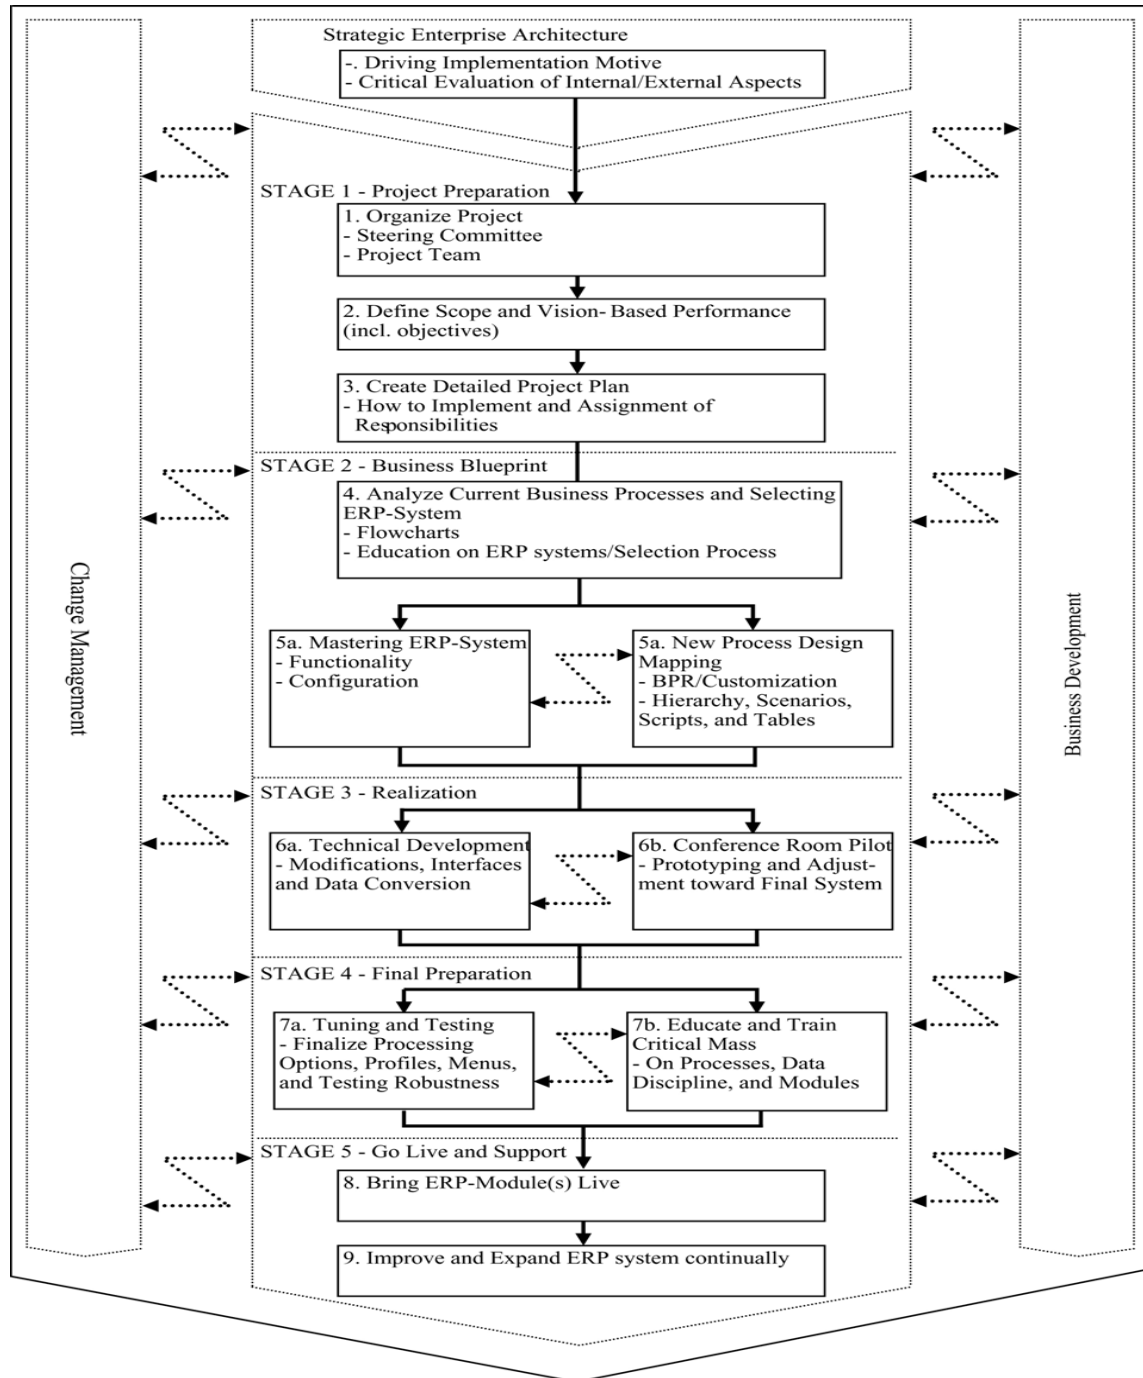 Strategic Enterprise Architecture
-. Driving Implementation Motive
- Critical Evaluation of Internal/External Aspects
STAGE 1 - Project Preparation
1. Organize Project
- Steering Committee
- Project Team
2. Define Scope and Vision- Based Performance
(incl. objectives)
3. Create Detailed Project Plan
- How to Implement and Assignment of
Responsibilities
STAGE 2 - Business Blueprint
4. Analyze Current Business Processes and Selecting
ERP-System
- Flowcharts
- Education on ERP systems/Selection Process
5a. Mastering ERP-System
- Functionality
- Configuration
5a. New Process Design
Mapping
- BPR/Customization
- Hierarchy, Scenarios,
Scripts, and Tables
STAGE 3 - Realization
6a. Technical Development
- Modifications, Interfaces
and Data Conversion
6b. Conference Room Pilot
- Prototyping and Adjust-
ment toward Final System
STAGE 4 - Final Preparation
7a. Tuning and Testing
- Finalize Processing
Options, Profiles, Menus,
and Testing Robustness
7b. Educate and Train
Critical Mass
- On Processes, Data
Discipline, and Modules
STAGE 5 - Go Live and Support
8. Bring ERP-Module(s) Live
9. Improve and Expand ERP system continually
Change Management
Business Development